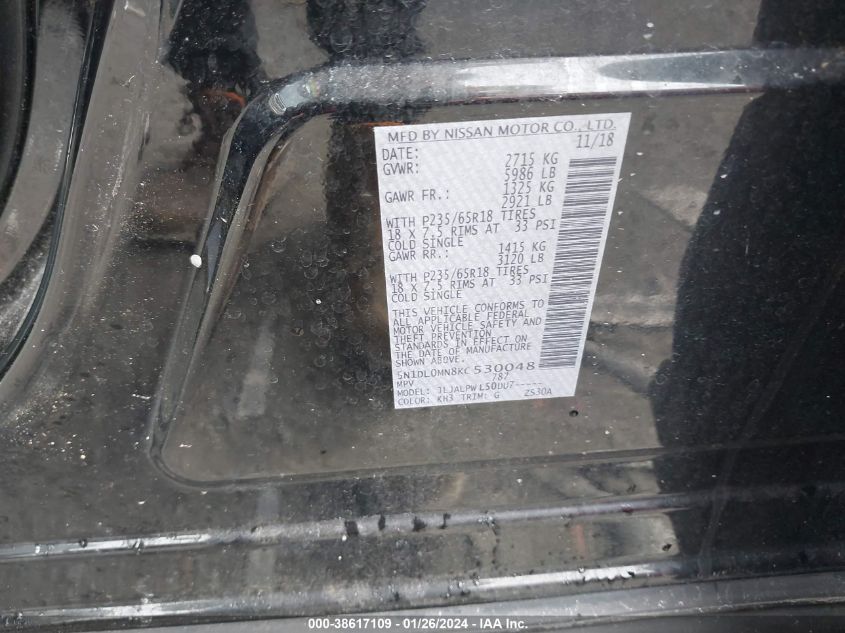 MFD BY NISSAN MOTOR CO., LTD.
DATE: 11/18
GVWR: 2715 KG
5986 LB
GAWR FR.: 1325 KG
2921 LB
WITH P235/65R18 TIRES
18 X 7.5 RIMS AT 33 PSI
COLD SINGLE
GAWR RR.: 1415 KG
3120 LB
WITH P235/65R18 TIRES
18 X 7.5 RIMS AT 33 PSI
COLD SINGLE
THIS VEHICLE CONFORMS TO
ALL APPLICABLE FEDERAL
MOTOR VEHICLE SAFETY AND
THEFT PREVENTION
STANDARDS IN EFFECT ON
THE DATE OF MANUFACTURE
SHOWN ABOVE.
5N1DL0MN8KC530048
MPV 787
MODEL: JLJALPWL50DU7-----
COLOR: KH3 TRIM: G ZS30A
000-38617109 - 01/26/2024 - IAA Inc.